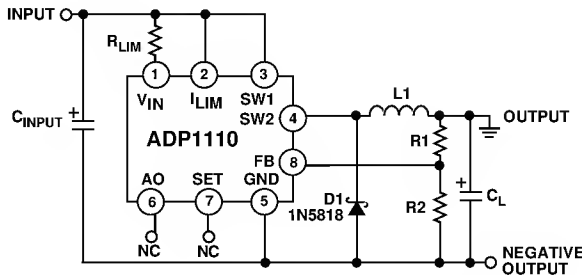 INPUT
RLIM
1
2
3
VIN
ILIM
SW1
SW2
4
L1
OUTPUT
CINPUT
+
ADP1110
R1
FB
8
AO
SET
GND
D1
1N5818
R2
+
CL
6
7
5
NC
NC
NEGATIVE
OUTPUT